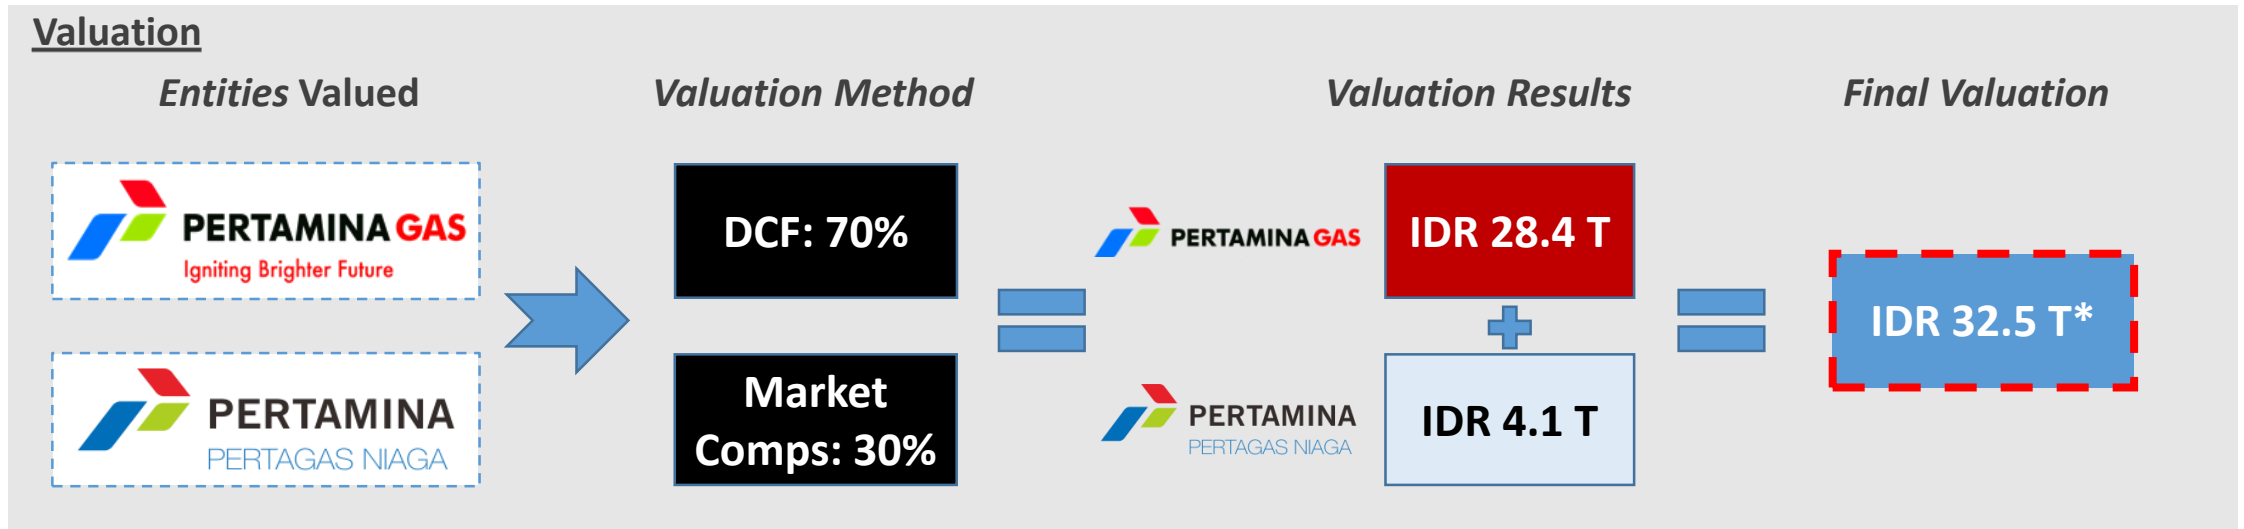 Valuation
Entities Valued
Valuation Method
Valuation Results
Final Valuation
PERTAMINA GAS
Igniting Brighter Future
PERTAMINA
PERTAGAS NIAGA
DCF: 70%
Market
Comps: 30%
PERTAMINA GAS
IDR 28.4 T
PERTAMINA
PERTAGAS NIAGA
IDR 4.1 T
IDR 32.5 T*